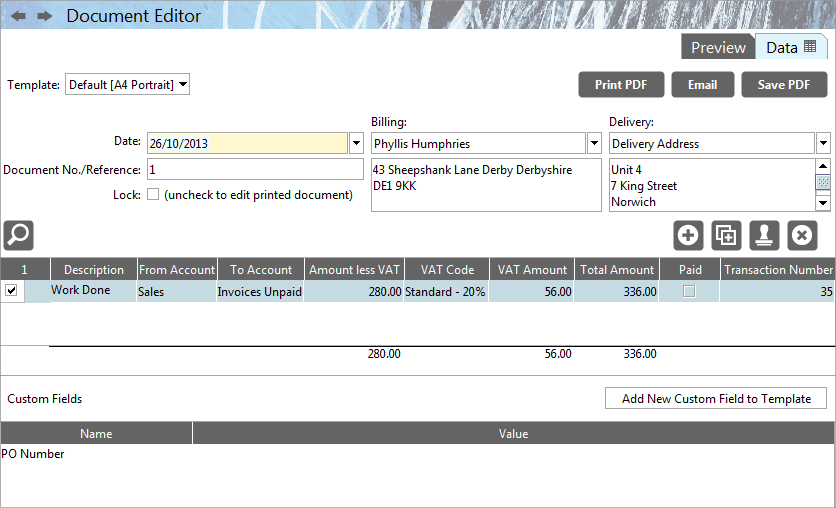 Document Editor
Preview Data
Template: Default [A4 Portrait] Print PDF Email Save PDF
Billing: Delivery:
Date: 26/10/2013 Phyllis Humphries Delivery Address
Document No./Reference: 1 43 Sheepshank Lane Derby Derbyshire Unit 4
DE1 9KK 7 King Street
Lock: (uncheck to edit printed document) Norwich
1 Description From Account To Account Amount less VAT VAT Code VAT Amount Total Amount Paid Transaction Number
Work Done Sales Invoices Unpaid 280.00 Standard - 20% 56.00 336.00 35
280.00 56.00 336.00
Custom Fields Add New Custom Field to Template
Name Value
PO Number